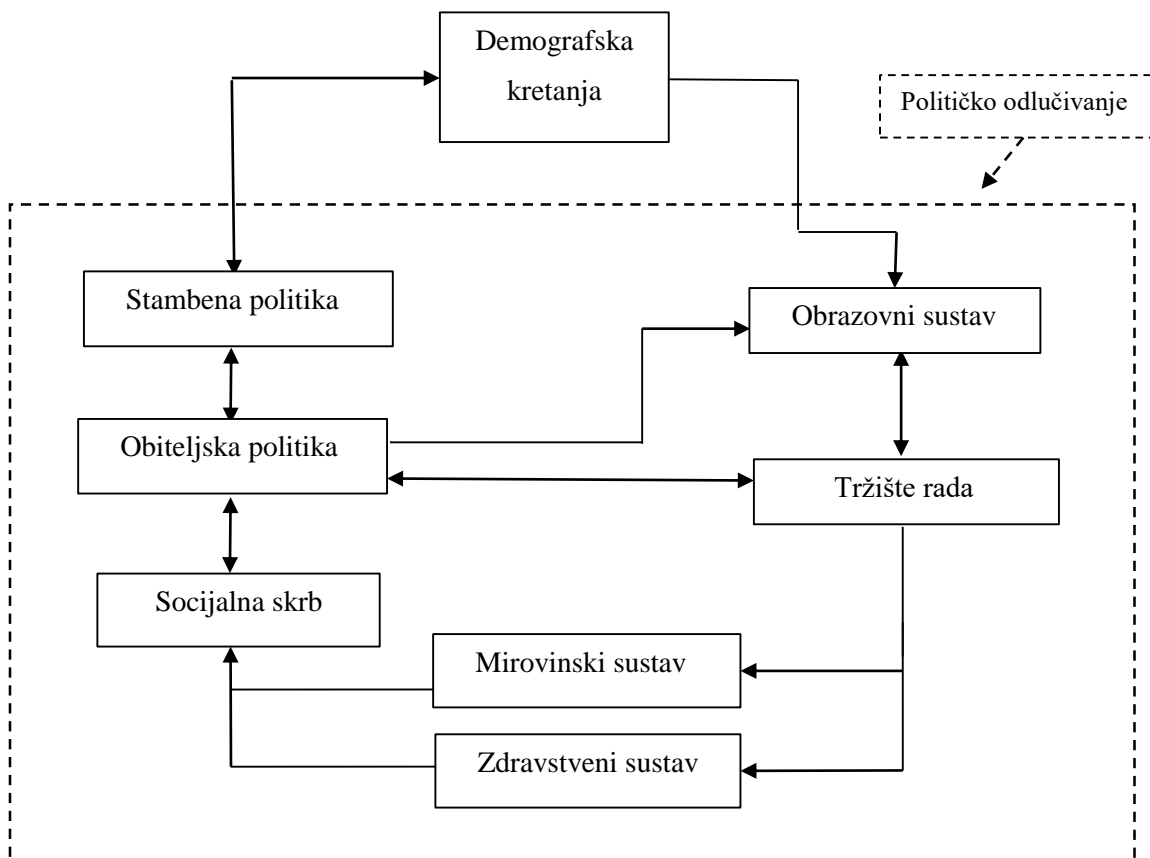 Demografska
kretanja
Političko odlučivanje
Stambena politika
Obrazovni sustav
Obiteljska politika
Tržište rada
Socijalna skrb
Mirovinski sustav
Zdravstveni sustav